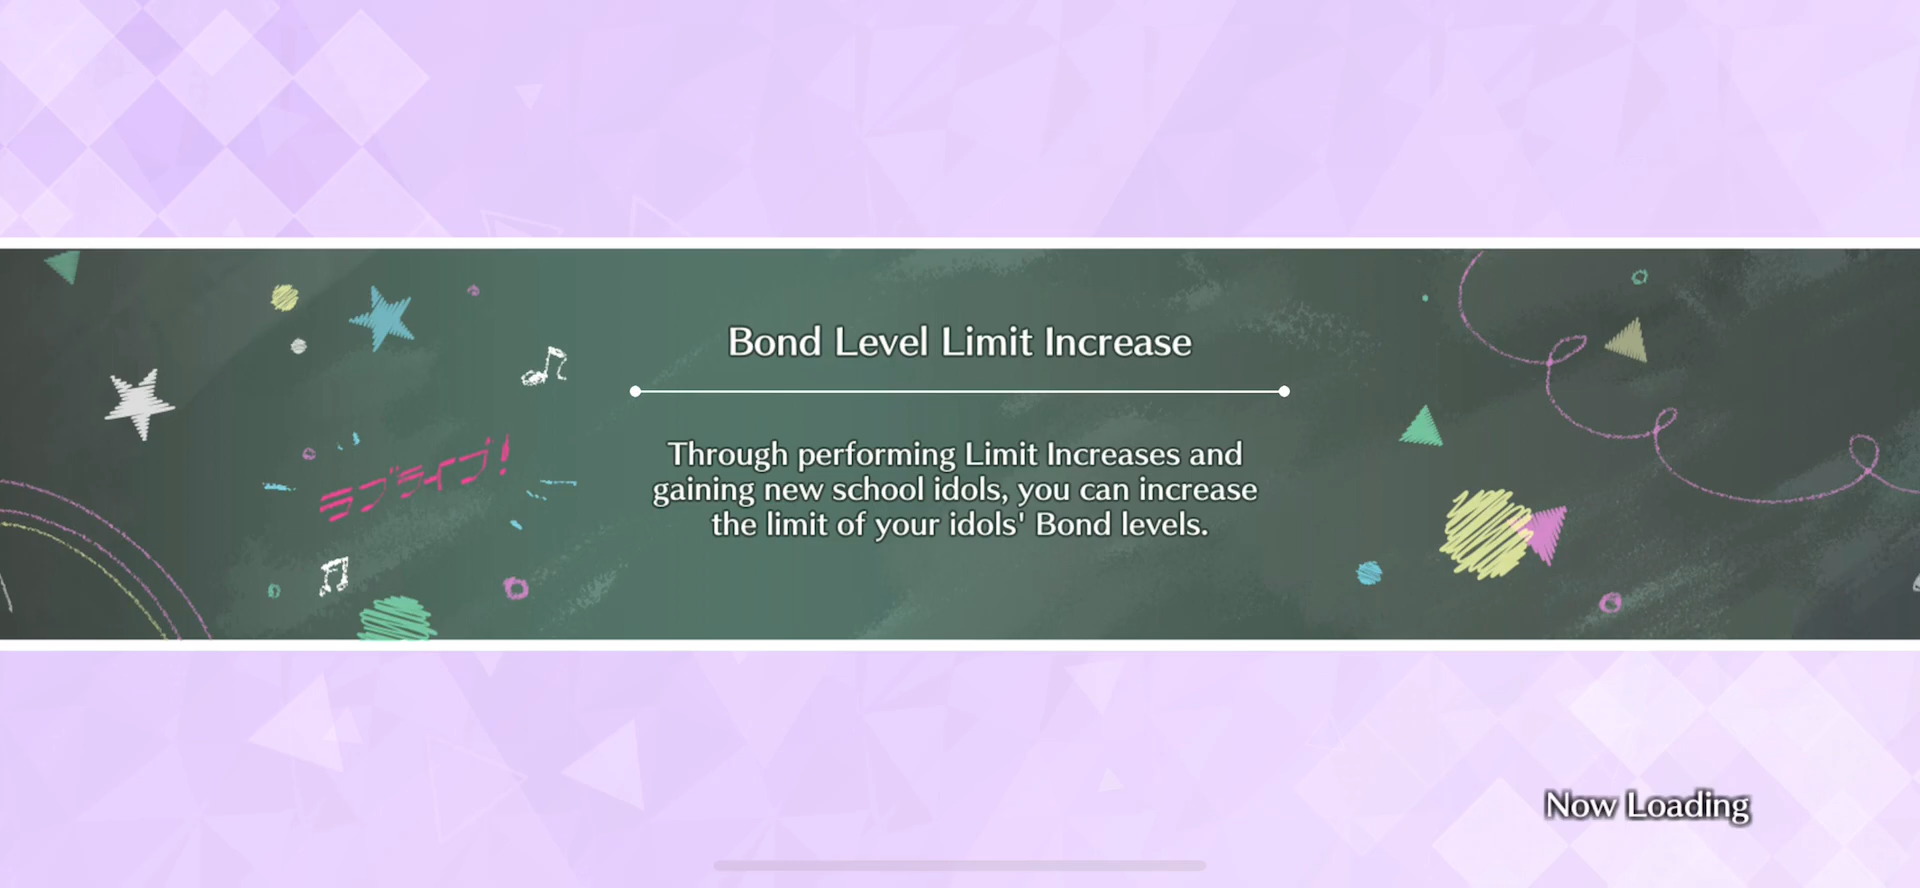 Bond Level Limit Increase
ラブライブ!
Through performing Limit Increases and
gaining new school idols, you can increase
the limit of your idols' Bond levels.
Now Loading